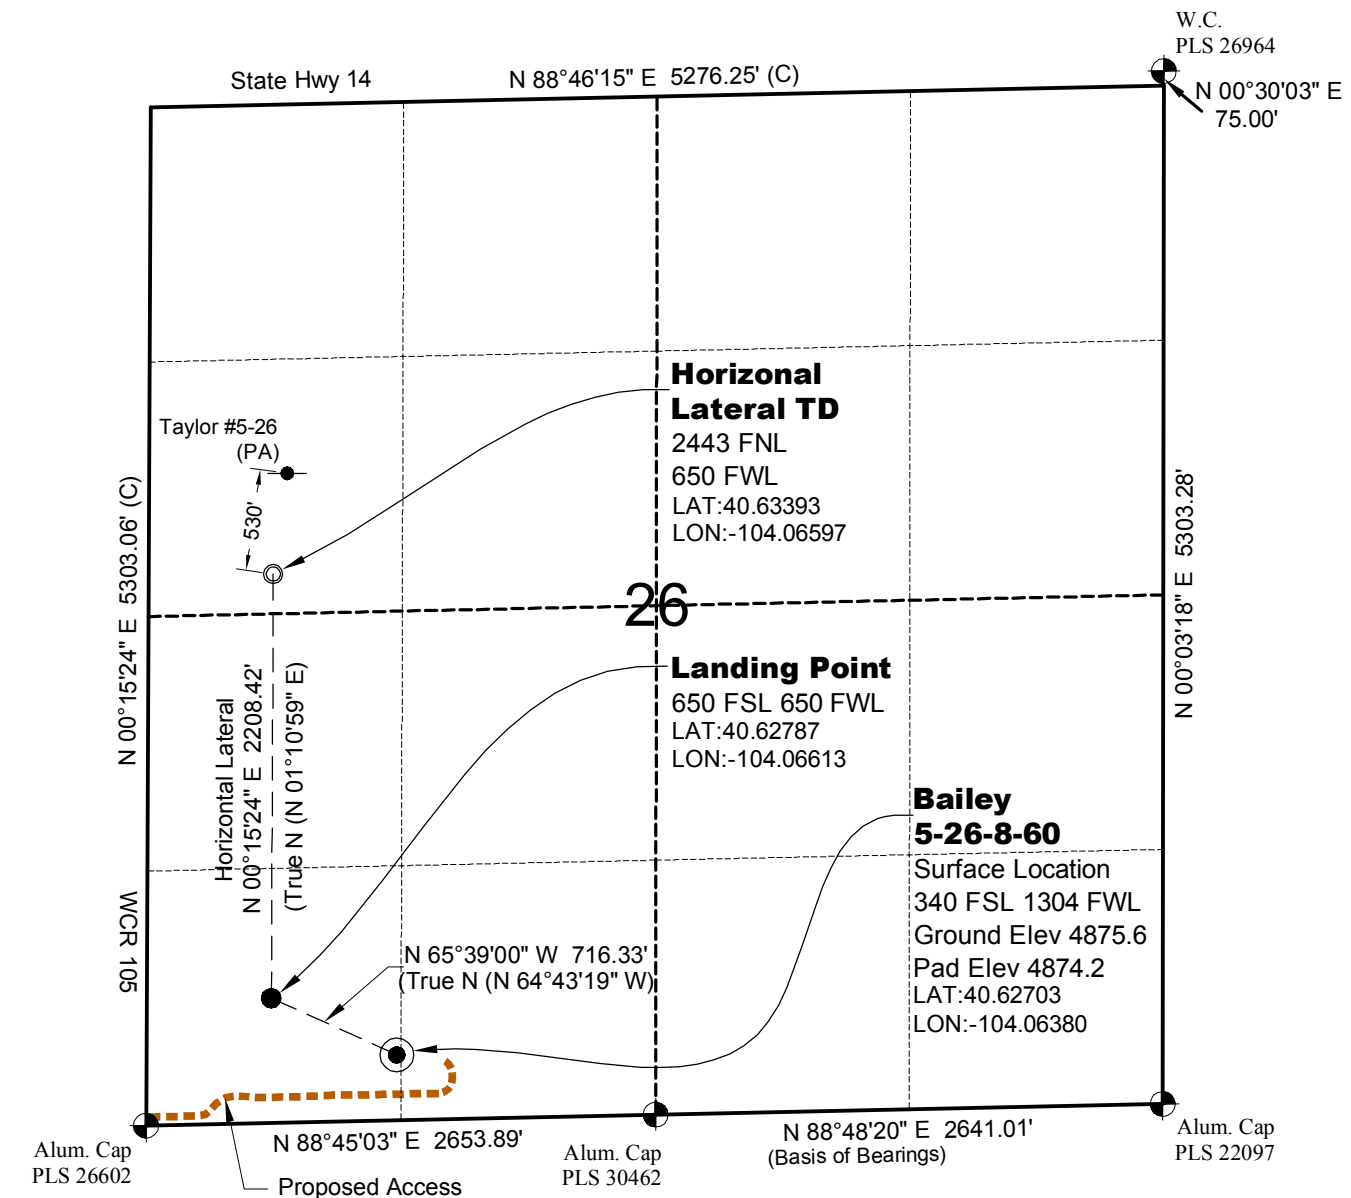 W.C.
PLS 26964
State Hwy 14
N 88°46'15" E 5276.25' (C)
N 00°30'03" E
75.00'
Horizonal
Lateral TD
2443 FNL
650 FWL
LAT:40.63393
LON:-104.06597
Taylor #5-26
(PA)
530'
N 00°15'24" E 5303.06' (C)
N 00°03'18" E 5303.28'
26
Landing Point
650 FSL 650 FWL
LAT:40.62787
LON:-104.06613
Horizontal Lateral
N 00°15'24" E 2208.42'
(True N (N 01°10'59" E)
Bailey
5-26-8-60
Surface Location
340 FSL 1304 FWL
Ground Elev 4875.6
Pad Elev 4874.2
LAT:40.62703
LON:-104.06380
WCR 105
N 65°39'00" W 716.33'
(True N (N 64°43'19" W)
Alum. Cap
PLS 26602
N 88°45'03" E 2653.89'
Alum. Cap
PLS 30462
N 88°48'20" E 2641.01'
(Basis of Bearings)
Alum. Cap
PLS 22097
Proposed Access